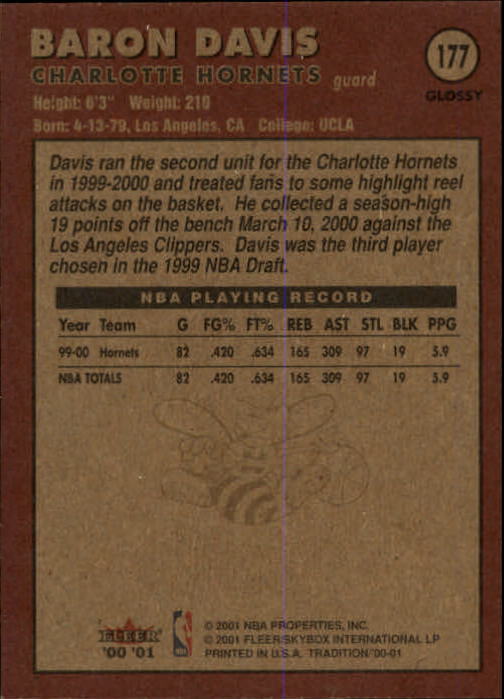 BARON DAVIS
177
CHARLOTTE HORNETS guard
GLOSSY
Height: 6'3" Weight: 210
Born: 4-13-79, Los Angeles, CA College: UCLA
Davis ran the second unit for the Charlotte Hornets
in 1999-2000 and treated fans to some highlight reel
attacks on the basket. He collected a season-high
19 points off the bench March 10, 2000 against the
Los Angeles Clippers. Davis was the third player
chosen in the 1999 NBA Draft.
NBA PLAYING RECORD
Year Team G FG% FT% REB AST STL BLK PPG
99-00 Hornets 82 .420 .634 165 309 97 19 5.9
NBA TOTALS 82 .420 .634 165 309 97 19 5.9
FLEER
'00 '01
© 2001 NBA PROPERTIES, INC.
© 2001 FLEER/SKYBOX INTERNATIONAL LP
PRINTED IN U.S.A. TRADITION '00-01